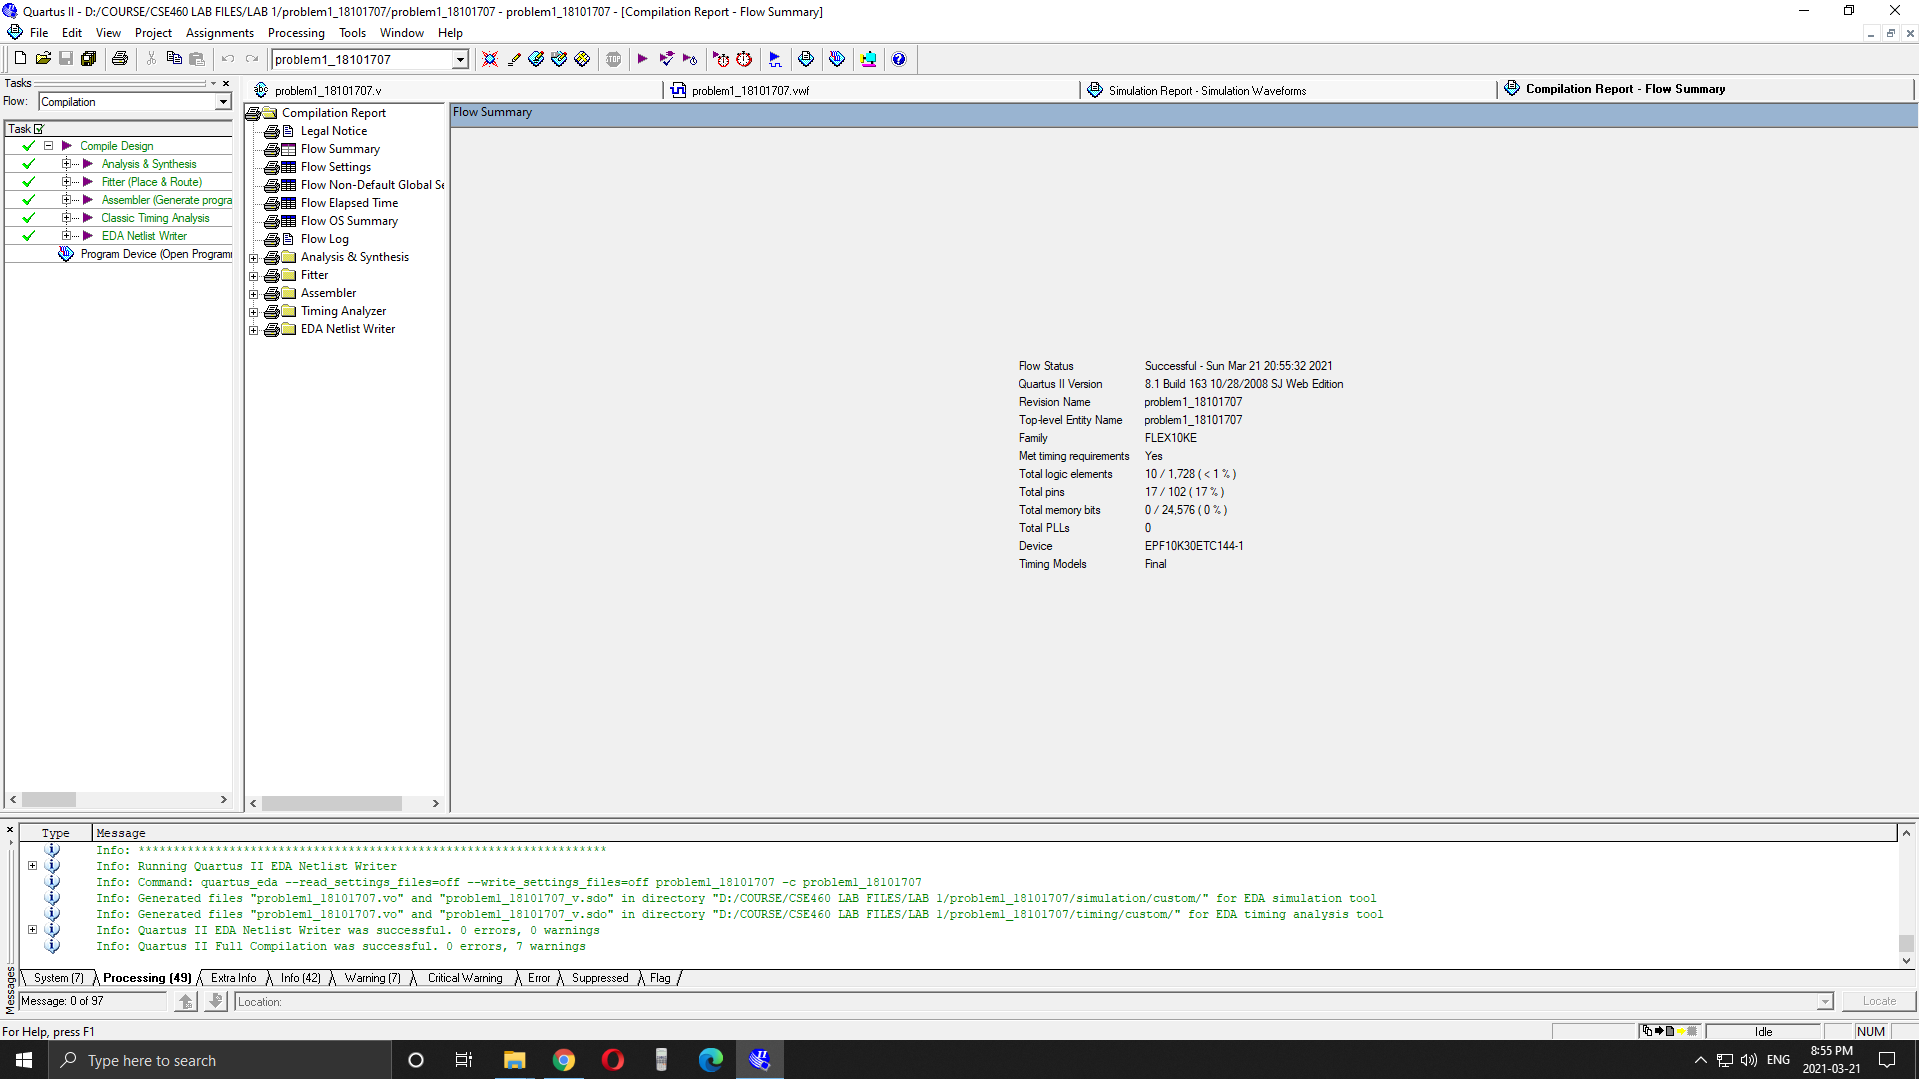 Quartus II - D:/COURSE/CSE460 LAB FILES/LAB 1/problem1_18101707/problem1_18101707 - problem1_18101707 - [Compilation Report - Flow Summary]
File Edit View Project Assignments Processing Tools Window Help
problem1_18101707
Tasks
Flow: Compilation
Task
Compile Design
Analysis & Synthesis
Fitter (Place & Route)
Assembler (Generate progra
Classic Timing Analysis
EDA Netlist Writer
Program Device (Open Program
problem1_18101707.v
problem1_18101707.vwf
Simulation Report - Simulation Waveforms
Compilation Report - Flow Summary
Compilation Report
Legal Notice
Flow Summary
Flow Settings
Flow Non-Default Global Se
Flow Elapsed Time
Flow OS Summary
Flow Log
Analysis & Synthesis
Fitter
Assembler
Timing Analyzer
EDA Netlist Writer
Flow Summary
Flow Status Successful - Sun Mar 21 20:55:32 2021
Quartus II Version 8.1 Build 163 10/28/2008 SJ Web Edition
Revision Name problem1_18101707
Top-level Entity Name problem1_18101707
Family FLEX10KE
Met timing requirements Yes
Total logic elements 10 / 1,728 ( < 1 % )
Total pins 17 / 102 ( 17 % )
Total memory bits 0 / 24,576 ( 0 % )
Total PLLs 0
Device EPF10K30ETC144-1
Timing Models Final
Type Message
Info: *******************************************************************
Info: Running Quartus II EDA Netlist Writer
Info: Command: quartus_eda --read_settings_files=off --write_settings_files=off problem1_18101707 -c problem1_18101707
Info: Generated files "problem1_18101707.vo" and "problem1_18101707_v.sdo" in directory "D:/COURSE/CSE460 LAB FILES/LAB 1/problem1_18101707/simulation/custom/" for EDA simulation tool
Info: Generated files "problem1_18101707.vo" and "problem1_18101707_v.sdo" in directory "D:/COURSE/CSE460 LAB FILES/LAB 1/problem1_18101707/timing/custom/" for EDA timing analysis tool
Info: Quartus II EDA Netlist Writer was successful. 0 errors, 0 warnings
Info: Quartus II Full Compilation was successful. 0 errors, 7 warnings
System (7) Processing (49) Extra Info Info (42) Warning (7) Critical Warning Error Suppressed Flag
Messages
Message: 0 of 97
Location:
Locate
For Help, press F1
Idle
NUM
Type here to search
ENG
8:55 PM
2021-03-21